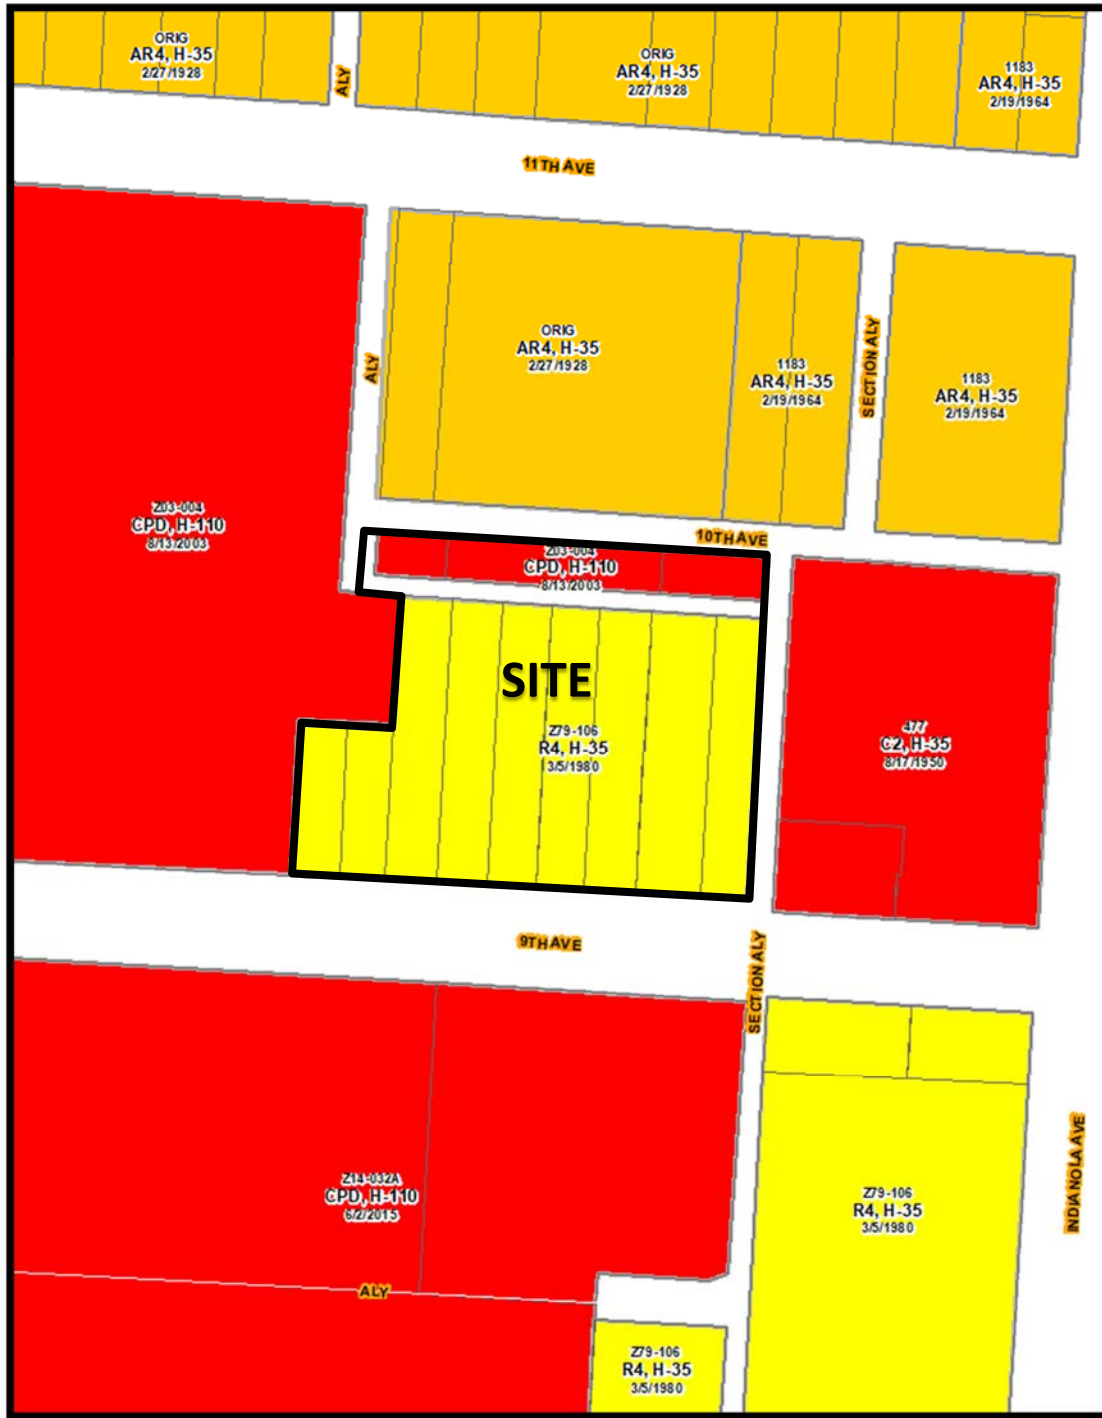 ORIG
AR4, H-35
2/27/1928
ALY
ORIG
AR4, H-35
2/27/1928
1183
AR4, H-35
2/19/1964
11TH AVE
ALY
ORIG
AR4, H-35
2/27/1928
1183
AR4, H-35
2/19/1964
SECTION ALY
1183
AR4, H-35
2/19/1964
Z03-004
CPD, H-110
8/13/2003
10TH AVE
Z03-004
CPD, H-110
8/13/2003
SITE
Z79-106
R4, H-35
3/5/1980
477
C2, H-35
8/17/1950
9TH AVE
SECTION ALY
Z14-032A
CPD, H-110
6/2/2015
ALY
Z79-106
R4, H-35
3/5/1980
INDIANOLA AVE
Z79-106
R4, H-35
3/5/1980